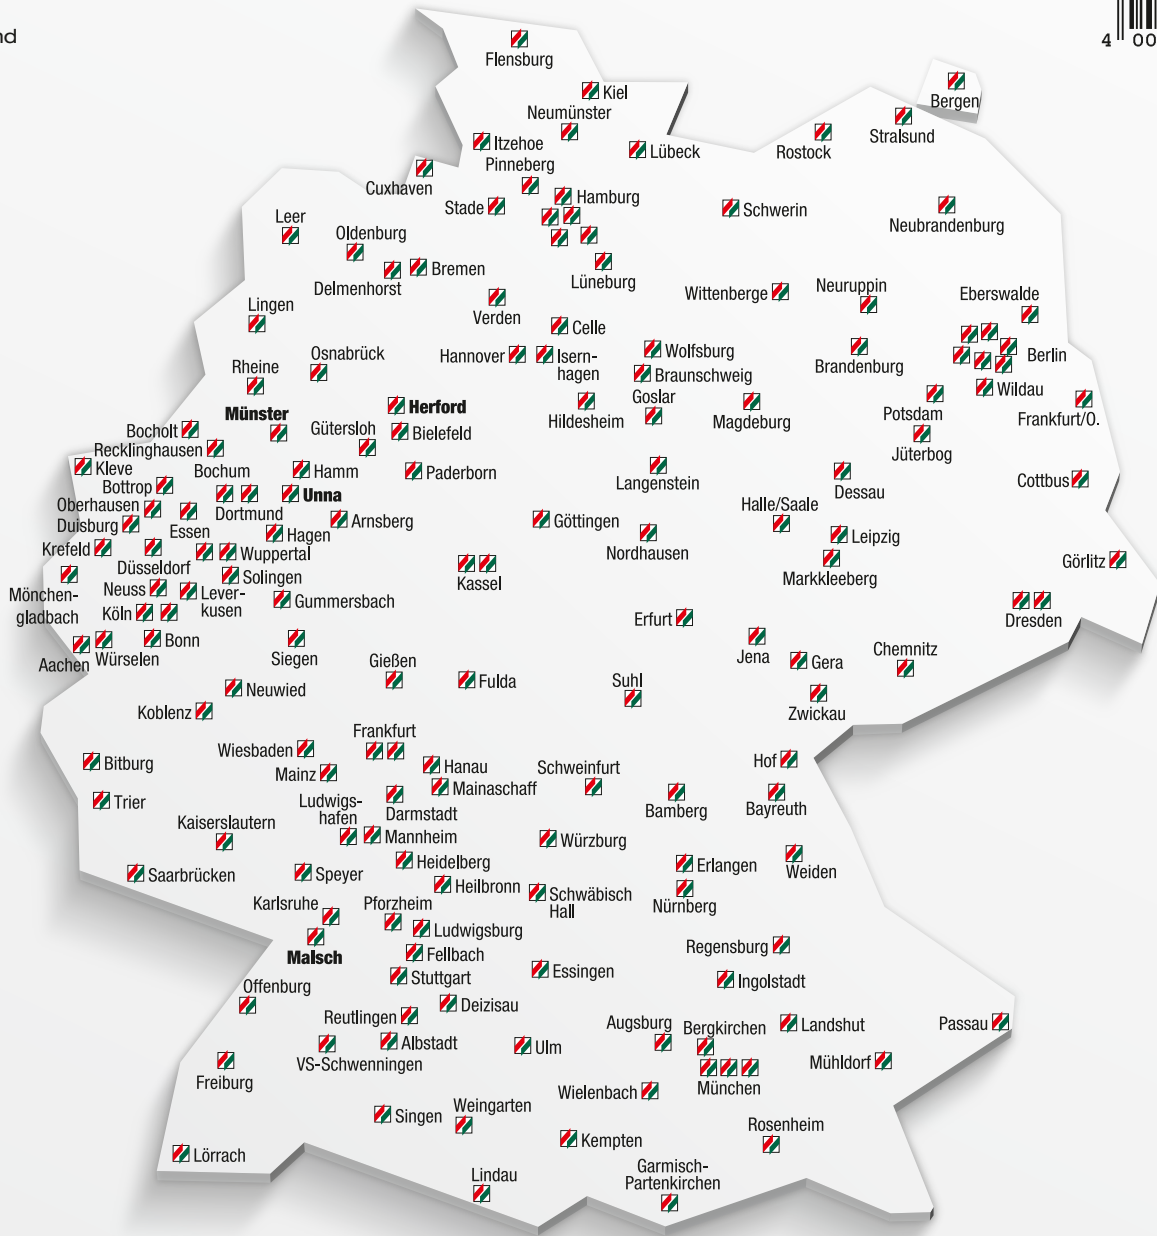 nd
4 00
Flensburg
Kiel
Bergen
Neumünster
Stralsund
Itzehoe
Lübeck
Rostock
Pinneberg
Cuxhaven
Hamburg
Stade
Schwerin
Leer
Neubrandenburg
Oldenburg
Bremen
Lüneburg
Delmenhorst
Wittenberge
Neuruppin
Eberswalde
Lingen
Verden
Celle
Osnabrück
Hannover
Isern-
hagen
Wolfsburg
Brandenburg
Berlin
Rheine
Braunschweig
Wildau
Herford
Goslar
Münster
Hildesheim
Magdeburg
Potsdam
Frankfurt/O.
Bocholt
Gütersloh
Bielefeld
Recklinghausen
Jüterbog
Kleve
Bochum
Hamm
Paderborn
Bottrop
Langenstein
Dessau
Cottbus
Oberhausen
Unna
Halle/Saale
Duisburg
Dortmund
Arnsberg
Göttingen
Essen
Hagen
Nordhausen
Leipzig
Krefeld
Wuppertal
Düsseldorf
Kassel
Markkleeberg
Görlitz
Solingen
Mönchen-
gladbach
Neuss
Lever-
kusen
Gummersbach
Köln
Erfurt
Dresden
Bonn
Würselen
Aachen
Siegen
Gießen
Jena
Gera
Chemnitz
Neuwied
Fulda
Suhl
Koblenz
Zwickau
Frankfurt
Wiesbaden
Hof
Bitburg
Mainz
Hanau
Schweinfurt
Mainaschaff
Trier
Ludwigs-
hafen
Darmstadt
Bamberg
Bayreuth
Kaiserslautern
Mannheim
Würzburg
Heidelberg
Erlangen
Weiden
Saarbrücken
Speyer
Heilbronn
Schwäbisch
Hall
Nürnberg
Karlsruhe
Pforzheim
Ludwigsburg
Malsch
Fellbach
Regensburg
Stuttgart
Essingen
Ingolstadt
Offenburg
Deizisau
Reutlingen
Augsburg
Bergkirchen
Landshut
Passau
Albstadt
Ulm
VS-Schwenningen
Mühldorf
Freiburg
München
Wielenbach
Singen
Weingarten
Rosenheim
Kempten
Lörrach
Lindau
Garmisch-
Partenkirchen